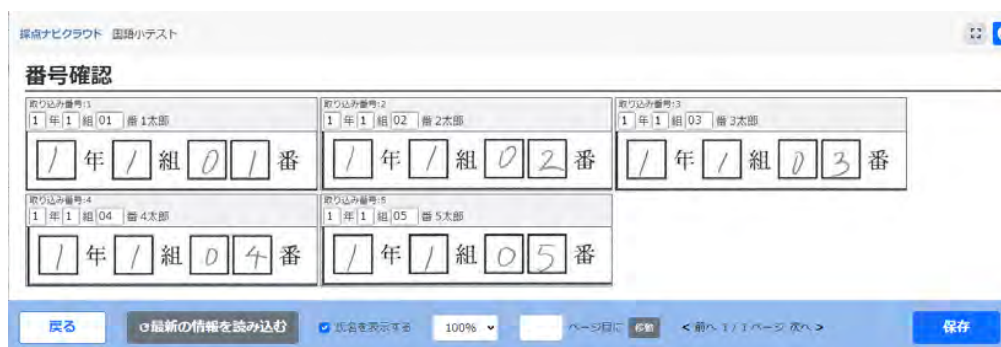 採点ナビクラウド 国語小テスト
番号確認
取り込み番号:1
1 年 1 組 01 番 1太郎
1 年 1 組 0 1 番
取り込み番号:2
1 年 1 組 02 番 2太郎
1 年 1 組 0 2 番
取り込み番号:3
1 年 1 組 03 番 3太郎
1 年 1 組 0 3 番
取り込み番号:4
1 年 1 組 04 番 4太郎
1 年 1 組 0 4 番
取り込み番号:5
1 年 1 組 05 番 5太郎
1 年 1 組 0 5 番
戻る 最新の情報を読み込む 氏名を表示する 100% ページ目に 移動 < 前へ 1 / 1 ページ 次へ > 保存